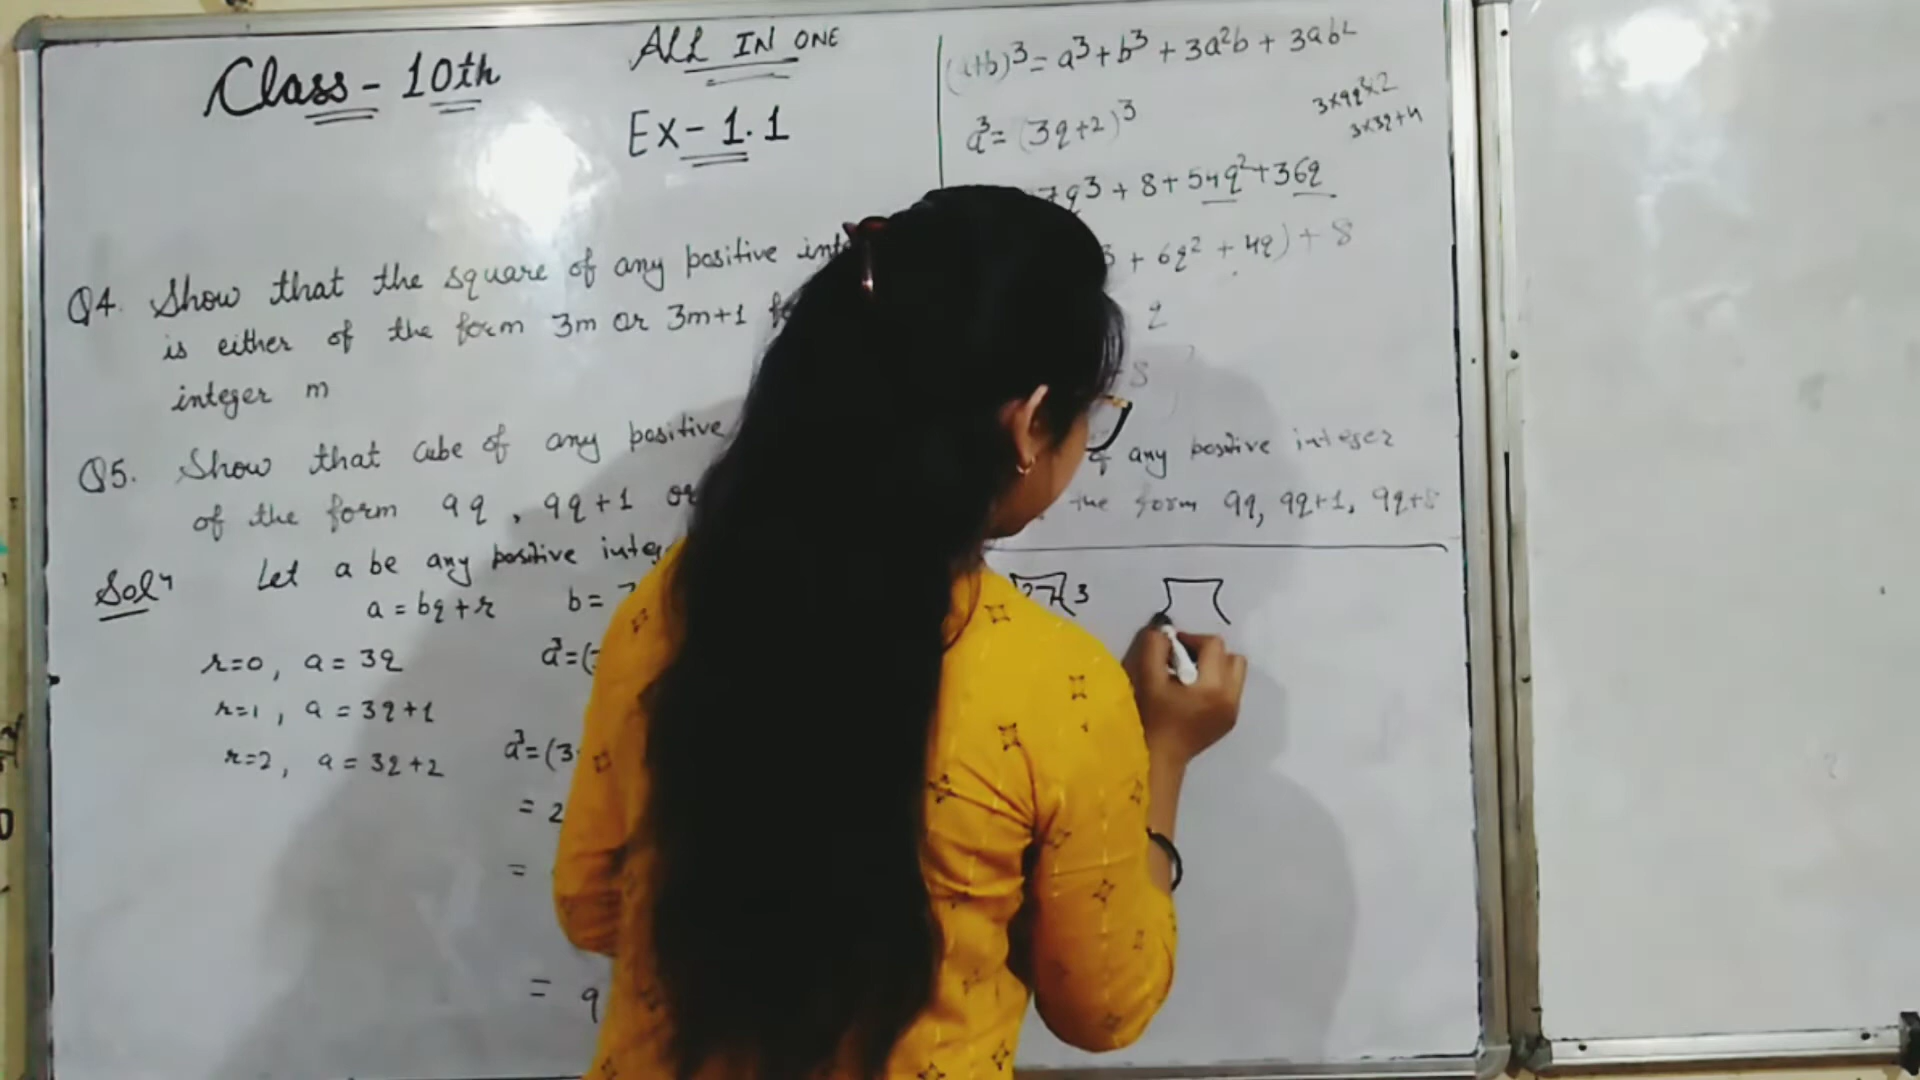 Class - 10th
ALL IN ONE
Ex - 1.1
Q4. Show that the square of any positive
is either of the form 3m or 3m+1
integer m
Q5. Show that cube of any positive
of the form 9q, 9q+1 or
Solⁿ Let a be any positive
a = bq + r b =
r=0, a = 3q a³=(
r=1, a = 3q+1
r=2, a = 3q+2 a³=(3
= 2
=
= 9
+b)³ = a³ + b³ + 3a²b + 3ab²
a³ = (3q+2)³
3×9q²×2
3×3q×4
q³ + 8 + 54q² + 36q
+ 6q² + 4q) + 8
q
8
of any positive integer
the form 9q, 9q+1, 9q+8
27 3